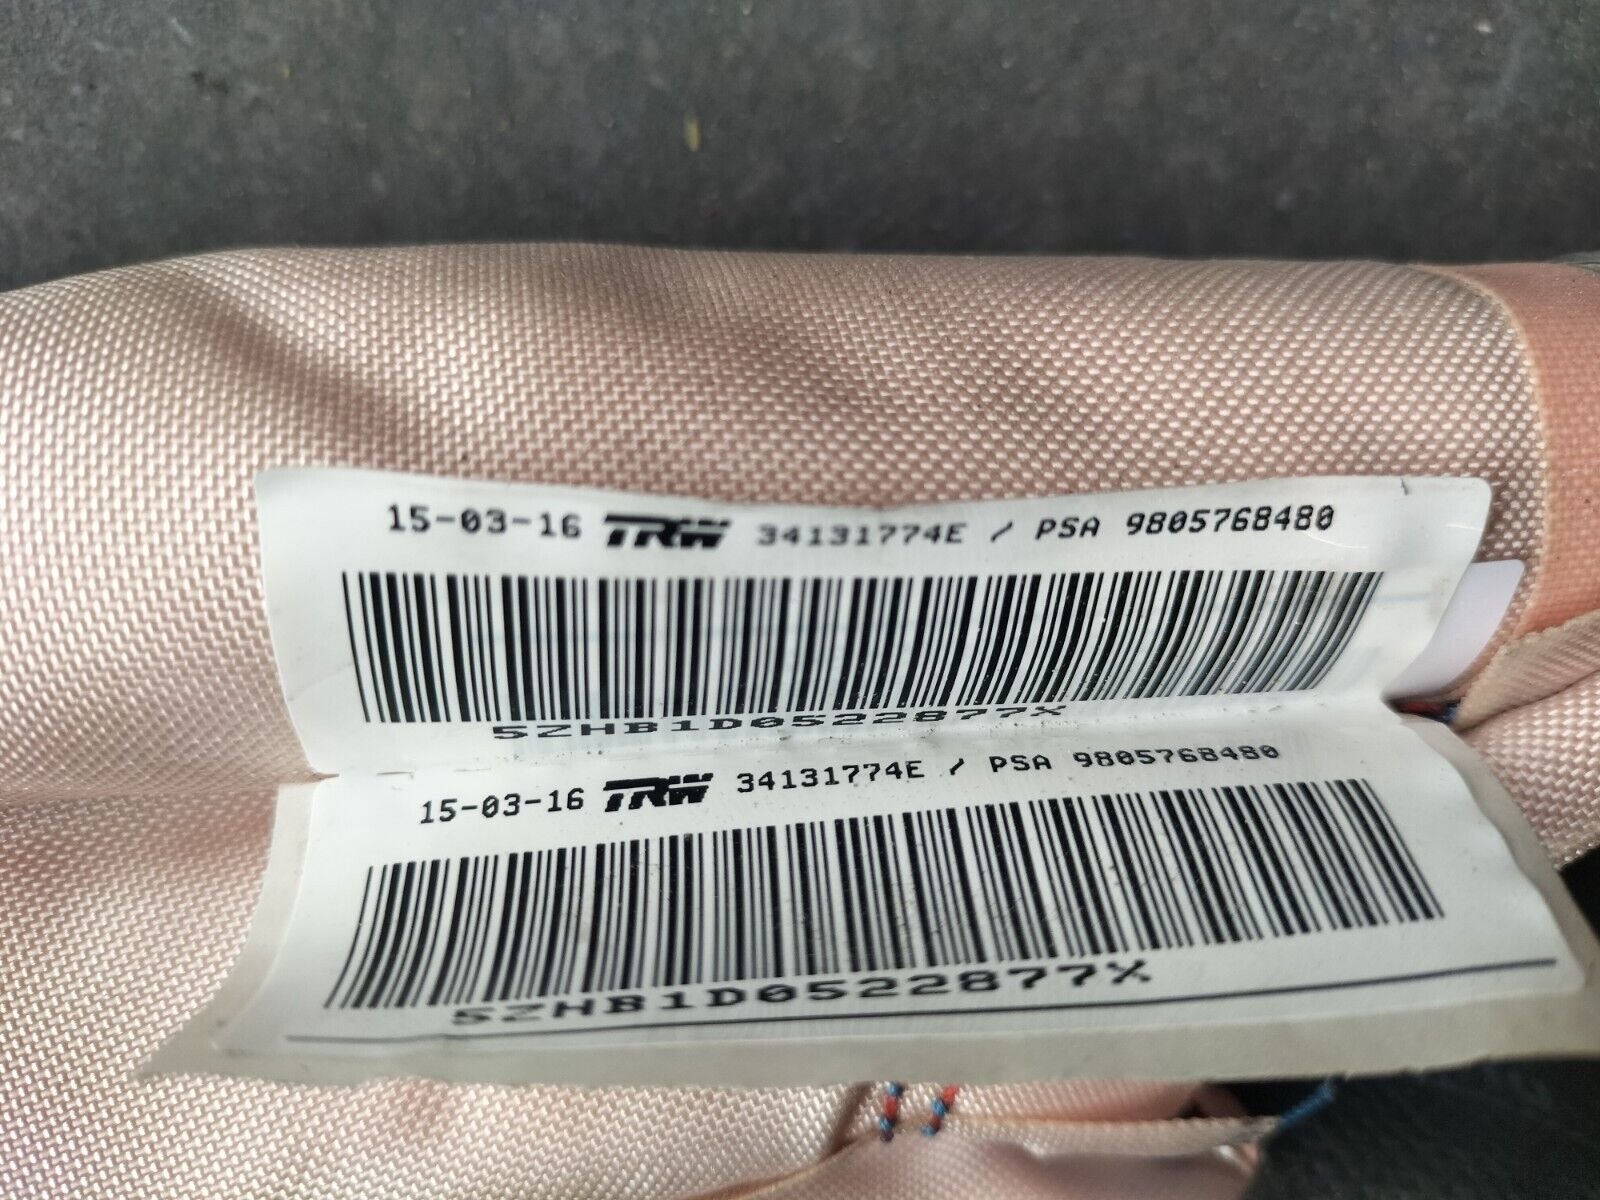 15-03-16 TRW 34131774E / PSA 9805768480
5ZHB1D0522877X
15-03-16 TRW 34131774E / PSA 9805768480
5ZHB1D0522877X